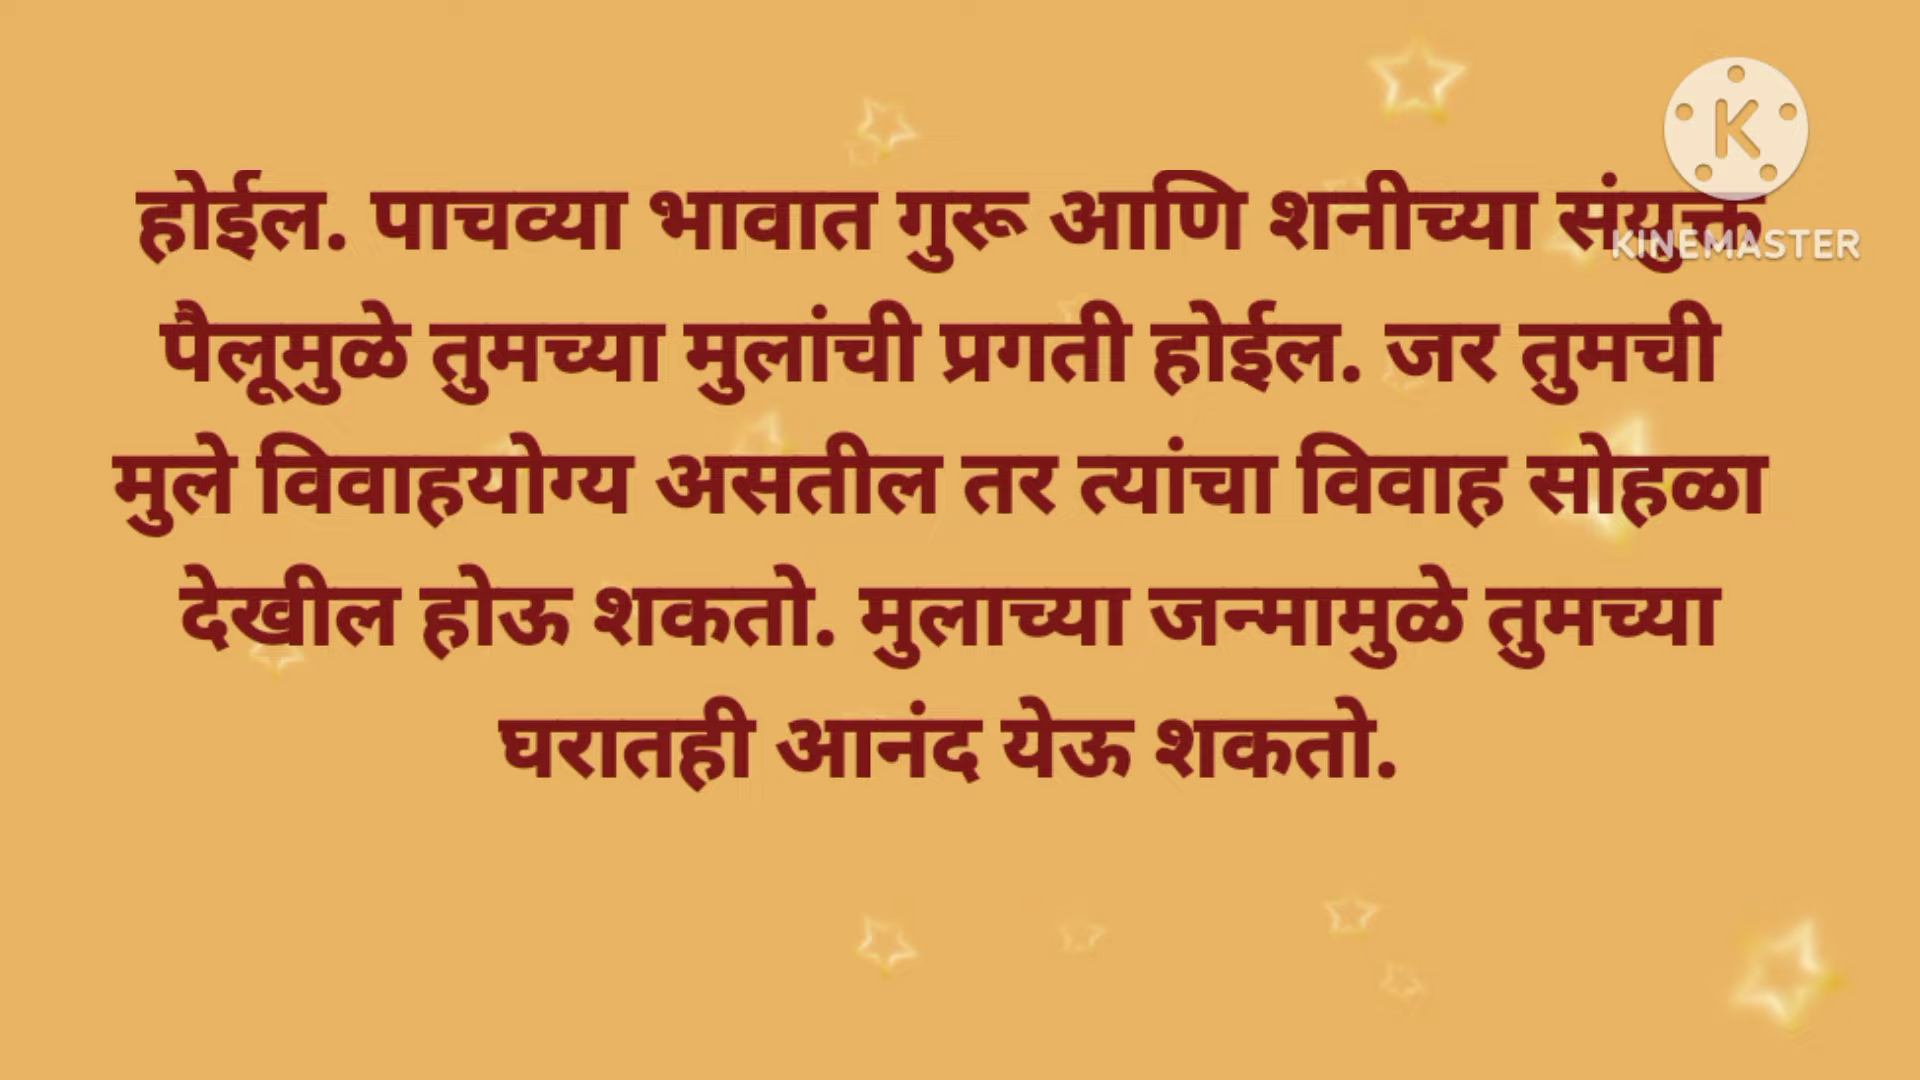 होईल. पाचव्या भावात गुरू आणि शनीच्या संयुक्त
पैलूमुळे तुमच्या मुलांची प्रगती होईल. जर तुमची
मुले विवाहयोग्य असतील तर त्यांचा विवाह सोहळा
देखील होऊ शकतो. मुलाच्या जन्मामुळे तुमच्या
घरातही आनंद येऊ शकतो.
K
KINEMASTER